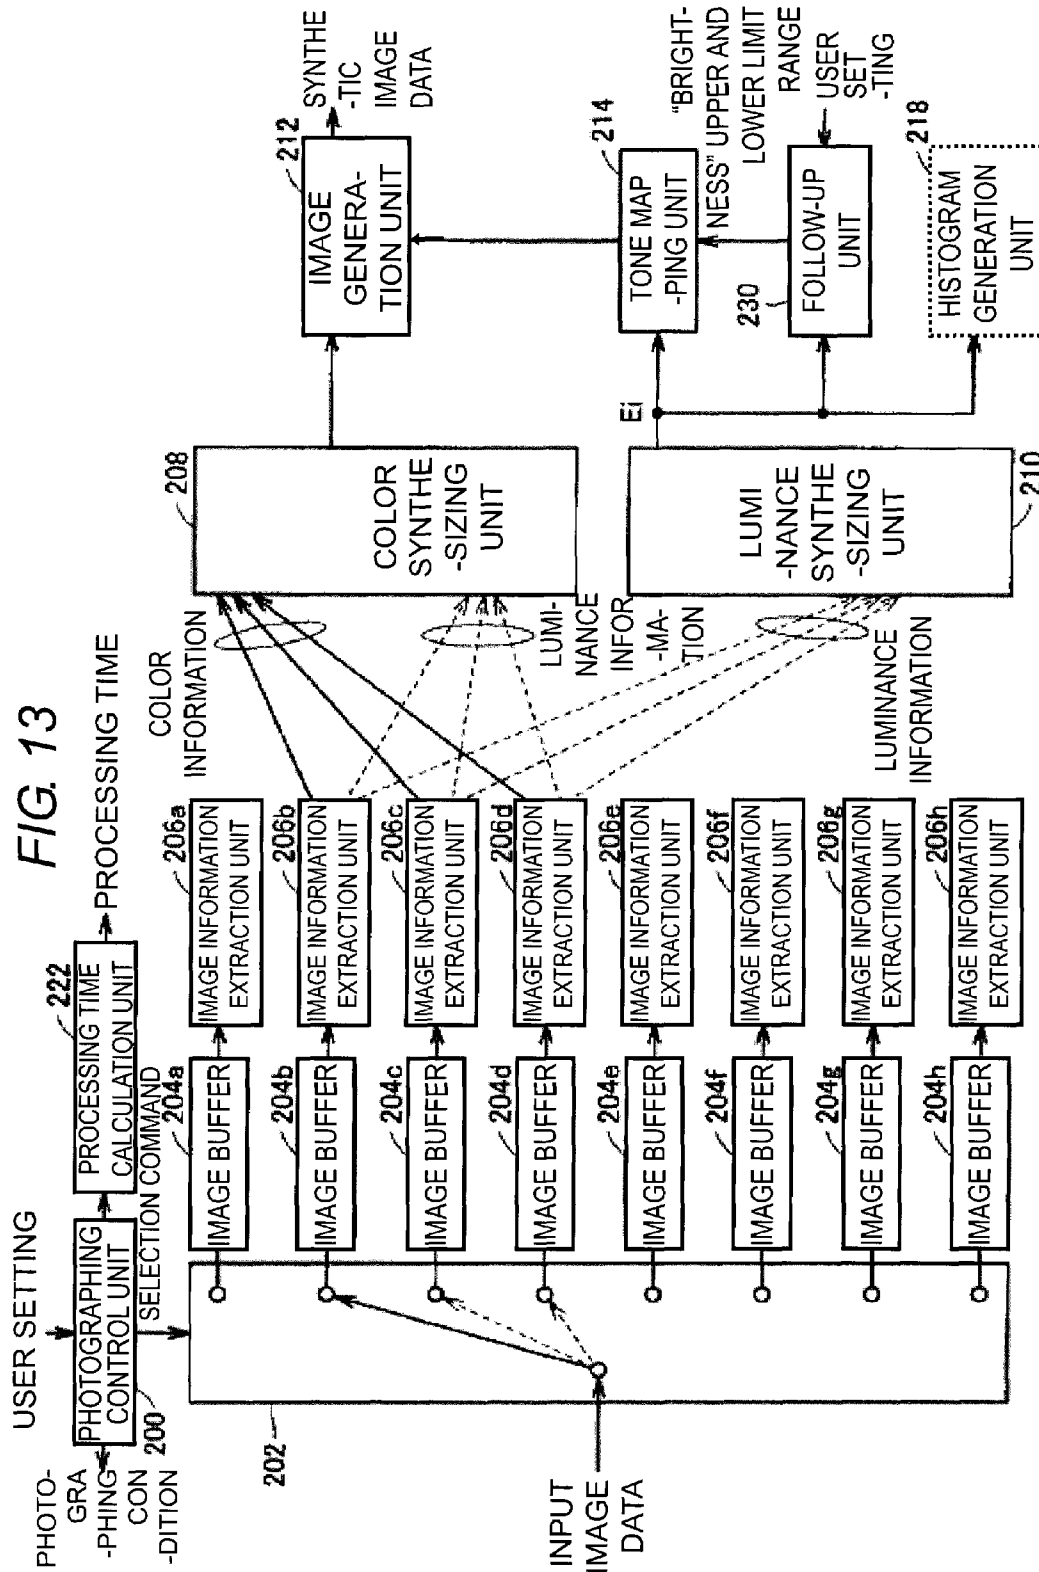 FIG. 13
USER SETTING
PHOTOGRAPHING
CONTROL UNIT
200
PHOTO-
GRA
-PHING
CON
-DITION
SELECTION COMMAND
222
PROCESSING TIME
CALCULATION UNIT
PROCESSING TIME
202
INPUT
IMAGE
DATA
204a
IMAGE BUFFER
204b
IMAGE BUFFER
204c
IMAGE BUFFER
204d
IMAGE BUFFER
204e
IMAGE BUFFER
204f
IMAGE BUFFER
204g
IMAGE BUFFER
204h
IMAGE BUFFER
206a
IMAGE INFORMATION
EXTRACTION UNIT
206b
IMAGE INFORMATION
EXTRACTION UNIT
206c
IMAGE INFORMATION
EXTRACTION UNIT
206d
IMAGE INFORMATION
EXTRACTION UNIT
206e
IMAGE INFORMATION
EXTRACTION UNIT
206f
IMAGE INFORMATION
EXTRACTION UNIT
206g
IMAGE INFORMATION
EXTRACTION UNIT
206h
IMAGE INFORMATION
EXTRACTION UNIT
COLOR
INFORMATION
LUMI-
NANCE
INFOR
-MA-
TION
LUMINANCE
INFORMATION
208
COLOR
SYNTHE
-SIZING
UNIT
LUMI
-NANCE
SYNTHE
-SIZING
UNIT
210
Ei
212
IMAGE
GENERA-
TION UNIT
SYNTHE
-TIC
IMAGE
DATA
214
TONE MAP
-PING UNIT
"BRIGHT-
NESS" UPPER AND
LOWER LIMIT
RANGE
230
FOLLOW-UP
UNIT
USER
SET
-TING
218
HISTOGRAM
GENERATION
UNIT